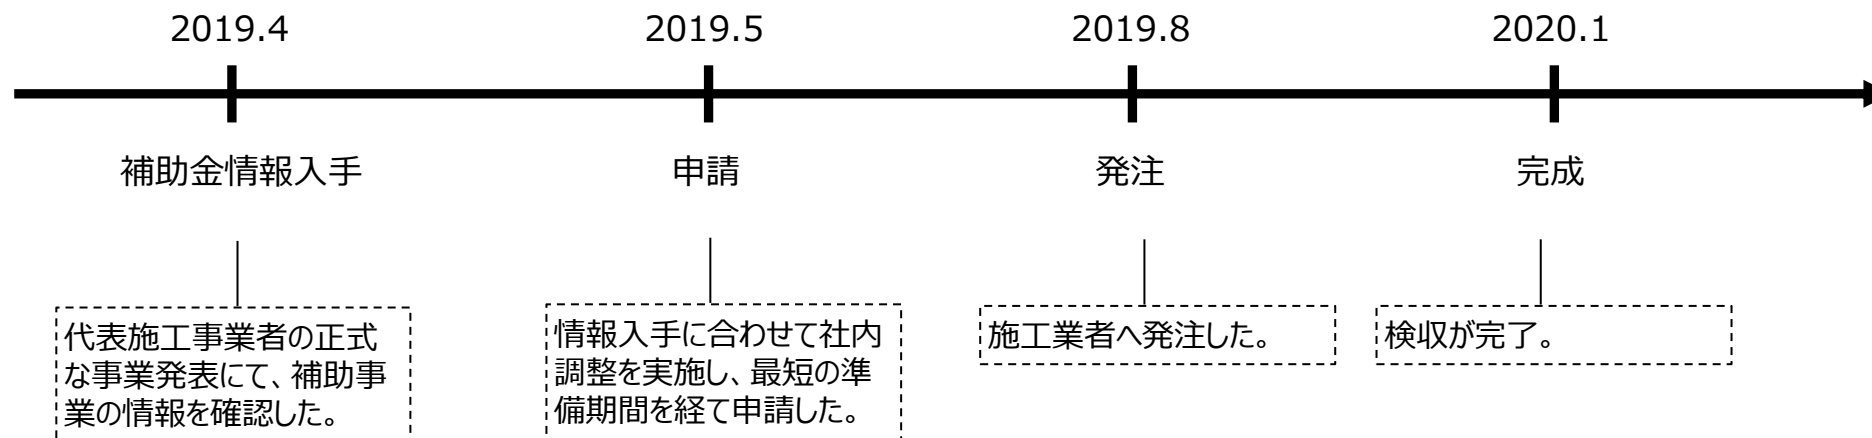 2019.4
2019.5
2019.8
2020.1
補助金情報入手
申請
発注
完成
代表施工事業者の正式
な事業発表にて、補助事
業の情報を確認した。
情報入手に合わせて社内
調整を実施し、最短の準
備期間を経て申請した。
施工業者へ発注した。
検収が完了。